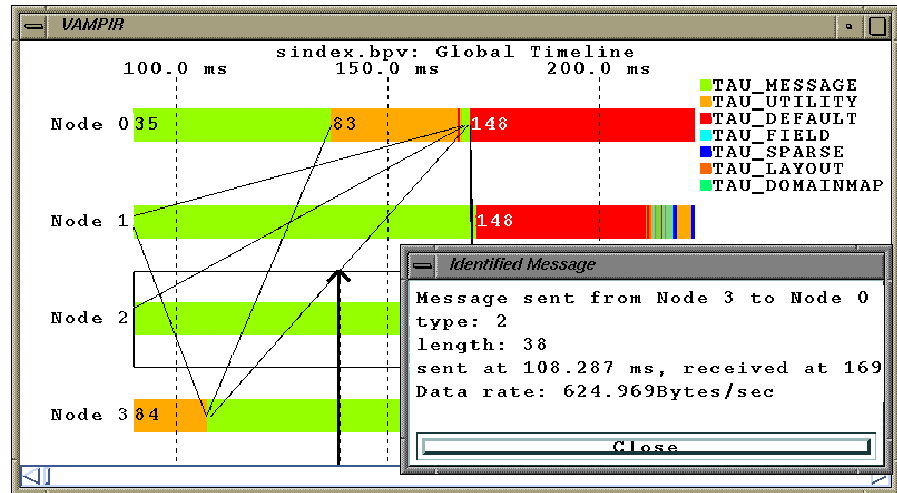 VAMPIR
sindex.bpv: Global Timeline
100.0 ms 150.0 ms 200.0 ms
TAU_MESSAGE
TAU_UTILITY
TAU_DEFAULT
TAU_FIELD
TAU_SPARSE
TAU_LAYOUT
TAU_DOMAINMAP
Node 0 35 83 148
Node 1 148
Node 2
Node 3 84
Identified Message
Message sent from Node 3 to Node 0
type: 2
length: 38
sent at 108.287 ms, received at 169
Data rate: 624.969Bytes/sec
Close